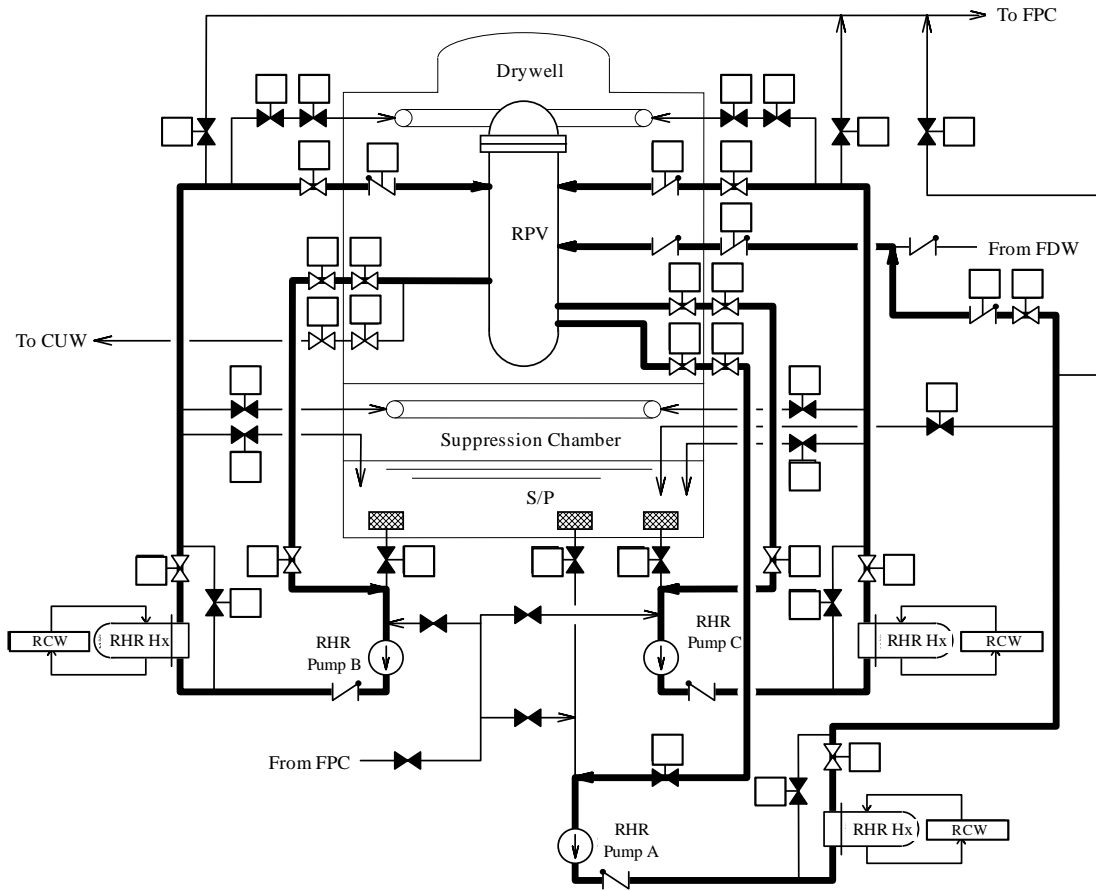 To FPC
Drywell
RPV
From FDW
To CUW
Suppression Chamber
S/P
RCW
RHR Hx
RHR
Pump B
RHR
Pump C
RHR Hx
RCW
From FPC
RHR
Pump A
RHR Hx
RCW